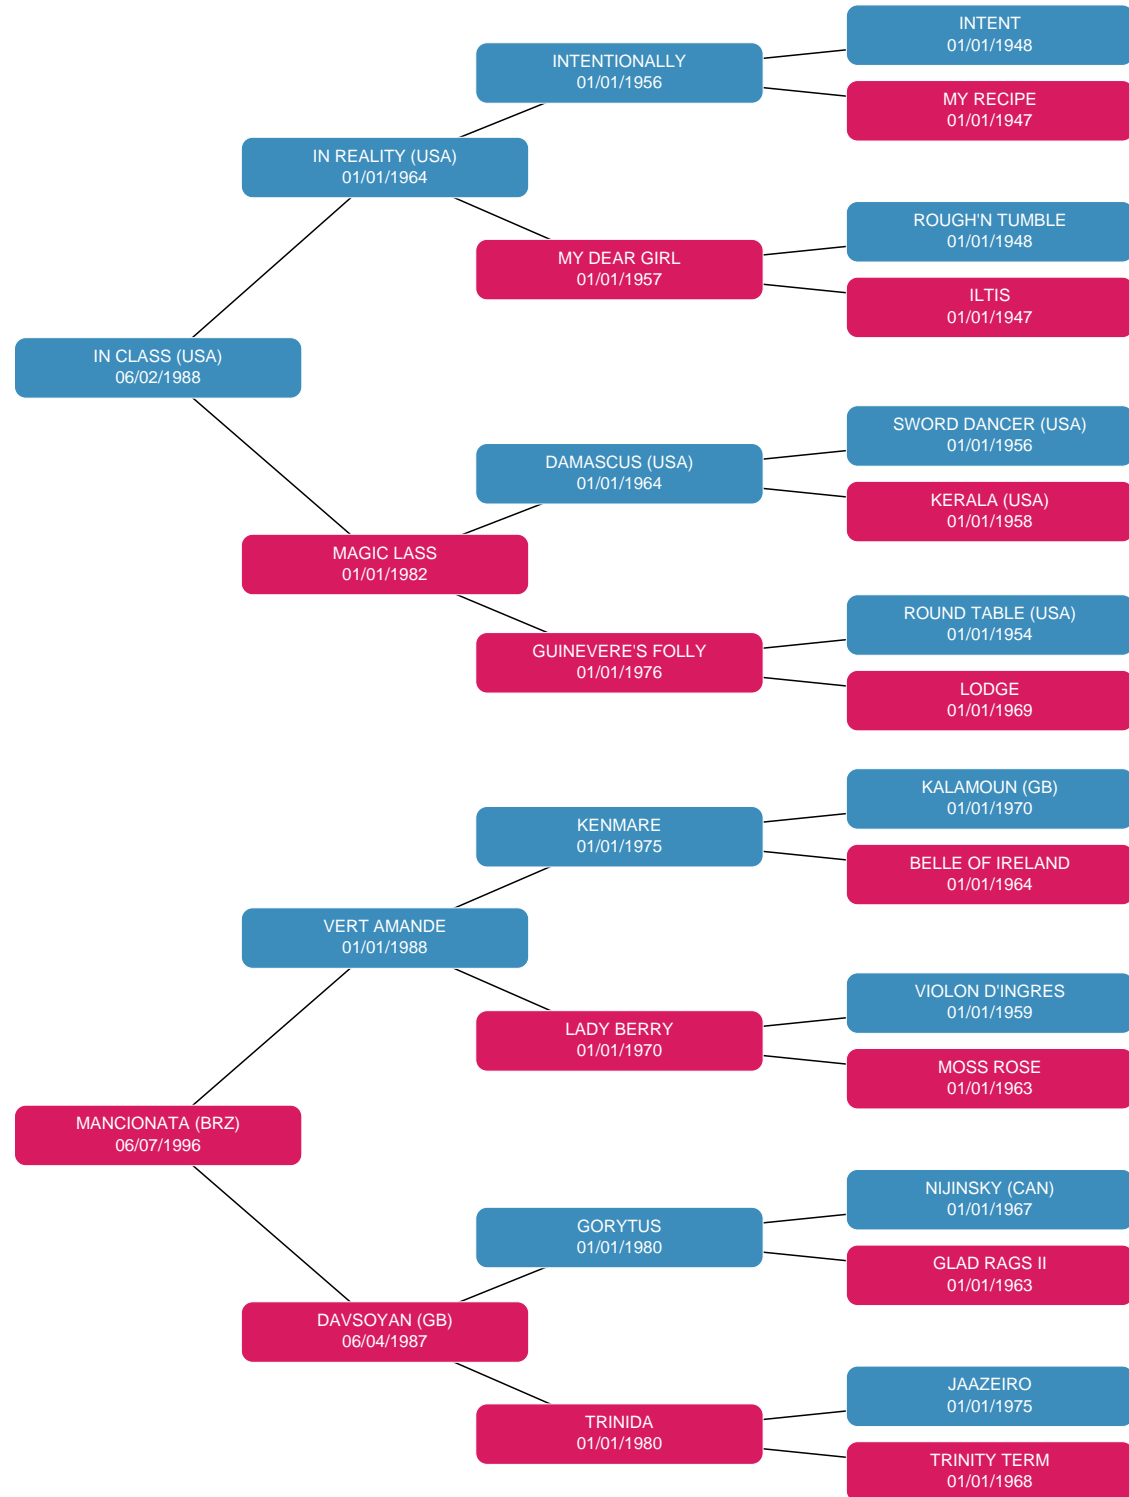 INTENT
01/01/1948
INTENTIONALLY
01/01/1956
MY RECIPE
01/01/1947
IN REALITY (USA)
01/01/1964
ROUGH'N TUMBLE
01/01/1948
MY DEAR GIRL
01/01/1957
ILTIS
01/01/1947
IN CLASS (USA)
06/02/1988
SWORD DANCER (USA)
01/01/1956
DAMASCUS (USA)
01/01/1964
KERALA (USA)
01/01/1958
MAGIC LASS
01/01/1982
ROUND TABLE (USA)
01/01/1954
GUINEVERE'S FOLLY
01/01/1976
LODGE
01/01/1969
KALAMOUN (GB)
01/01/1970
KENMARE
01/01/1975
BELLE OF IRELAND
01/01/1964
VERT AMANDE
01/01/1988
VIOLON D'INGRES
01/01/1959
LADY BERRY
01/01/1970
MOSS ROSE
01/01/1963
MANCIONATA (BRZ)
06/07/1996
NIJINSKY (CAN)
01/01/1967
GORYTUS
01/01/1980
GLAD RAGS II
01/01/1963
DAVSOYAN (GB)
06/04/1987
JAAZEIRO
01/01/1975
TRINIDA
01/01/1980
TRINITY TERM
01/01/1968